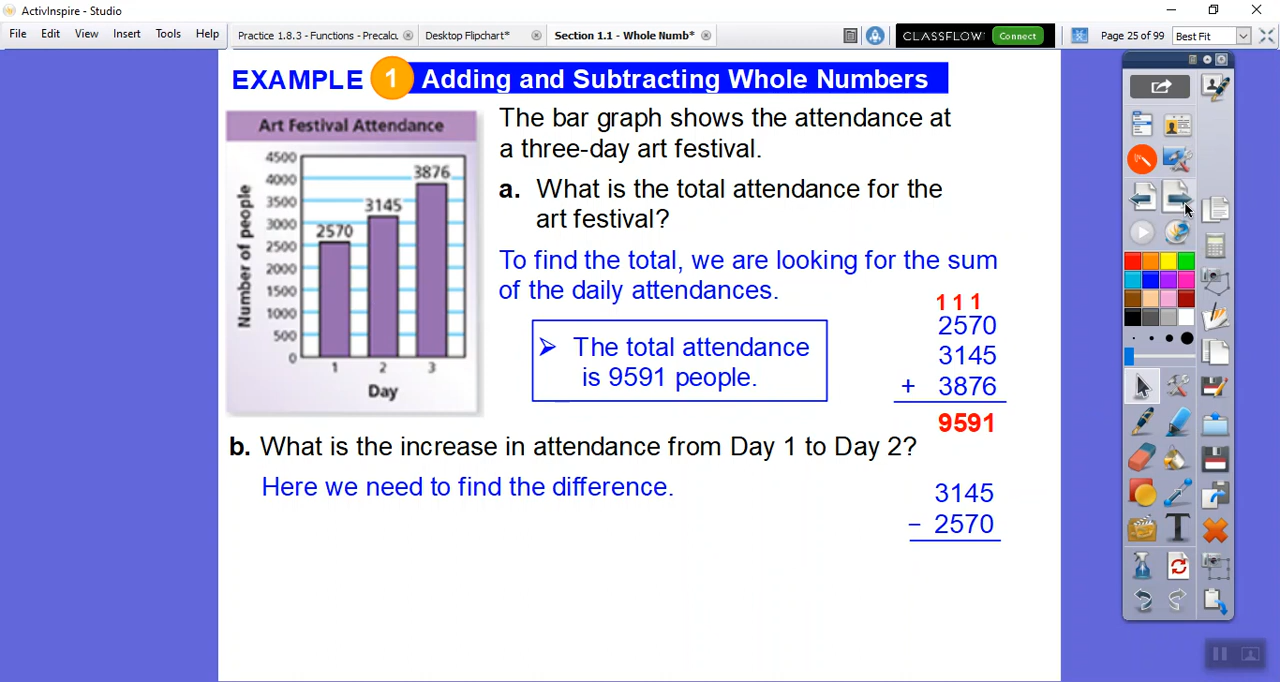 ActivInspire - Studio
File Edit View Insert Tools Help
Practice 1.8.3 - Functions - Precalc
Desktop Flipchart*
Section 1.1 - Whole Numb*
CLASSFLOW Connect
Page 25 of 99
Best Fit
EXAMPLE 1 Adding and Subtracting Whole Numbers
Art Festival Attendance
Number of people
4500
4000
3500
3000
2500
2000
1500
1000
500
0
2570
3145
3876
1 2 3
Day
The bar graph shows the attendance at
a three-day art festival.
a. What is the total attendance for the
art festival?
To find the total, we are looking for the sum
of the daily attendances.
1 1 1
2570
3145
+ 3876
9591
➢ The total attendance
is 9591 people.
b. What is the increase in attendance from Day 1 to Day 2?
Here we need to find the difference.
3145
− 2570